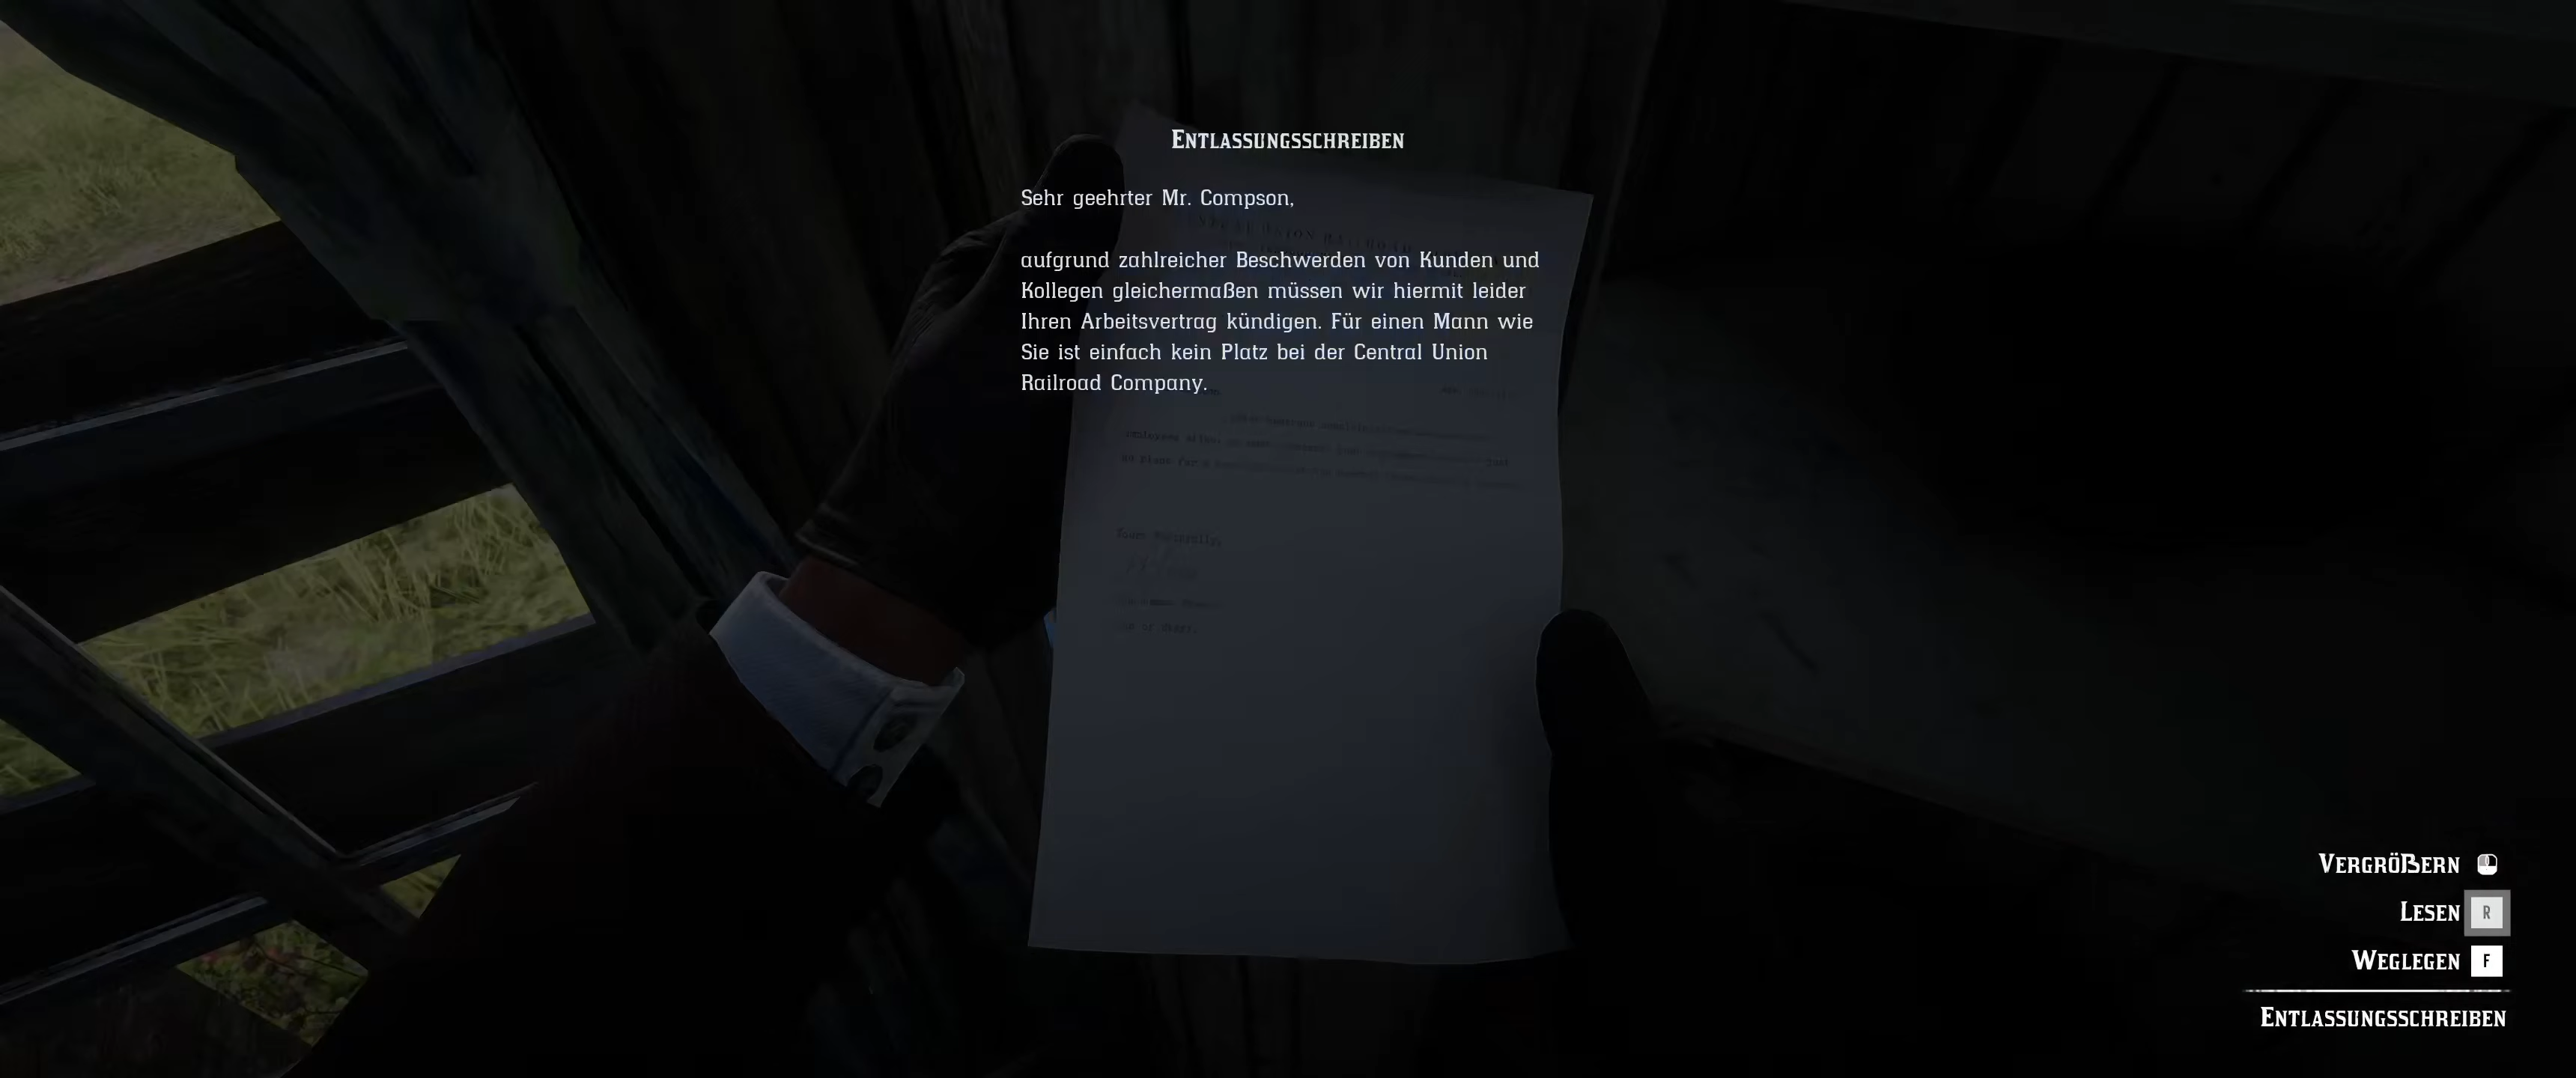 Entlassungsschreiben
Sehr geehrter Mr. Compson,
aufgrund zahlreicher Beschwerden von Kunden und
Kollegen gleichermaßen müssen wir hiermit leider
Ihren Arbeitsvertrag kündigen. Für einen Mann wie
Sie ist einfach kein Platz bei der Central Union
Railroad Company.
Vergrößern
Lesen R
Weglegen F
Entlassungsschreiben